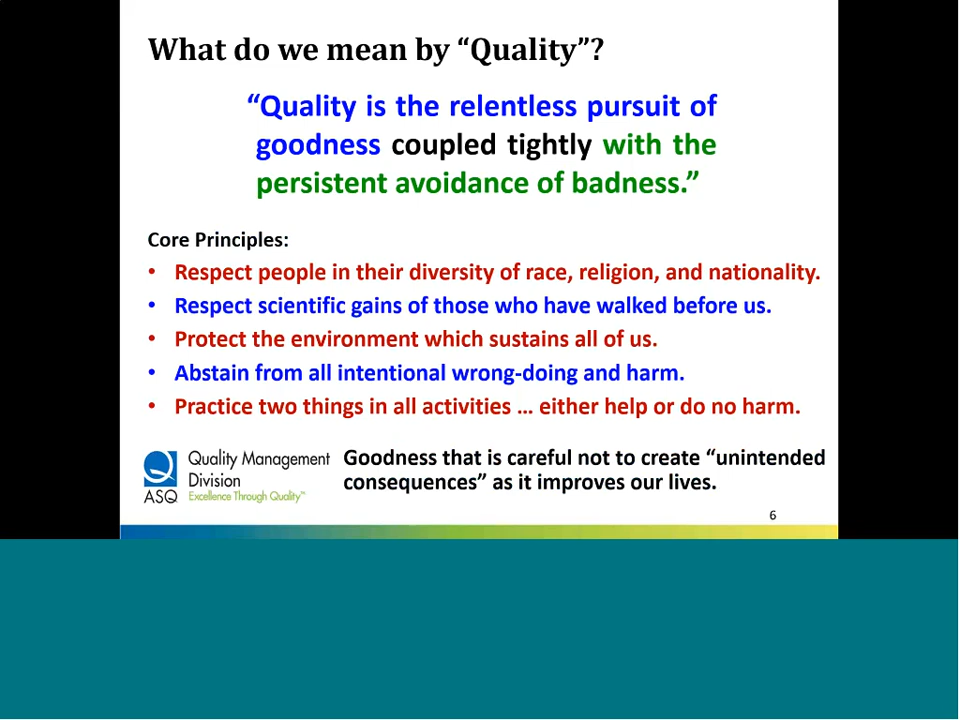 What do we mean by “Quality”?
“Quality is the relentless pursuit of
goodness coupled tightly with the
persistent avoidance of badness.”
Core Principles:
• Respect people in their diversity of race, religion, and nationality.
• Respect scientific gains of those who have walked before us.
• Protect the environment which sustains all of us.
• Abstain from all intentional wrong-doing and harm.
• Practice two things in all activities … either help or do no harm.
Quality Management
Division
Excellence Through Quality™
ASQ
Goodness that is careful not to create “unintended
consequences” as it improves our lives.
6